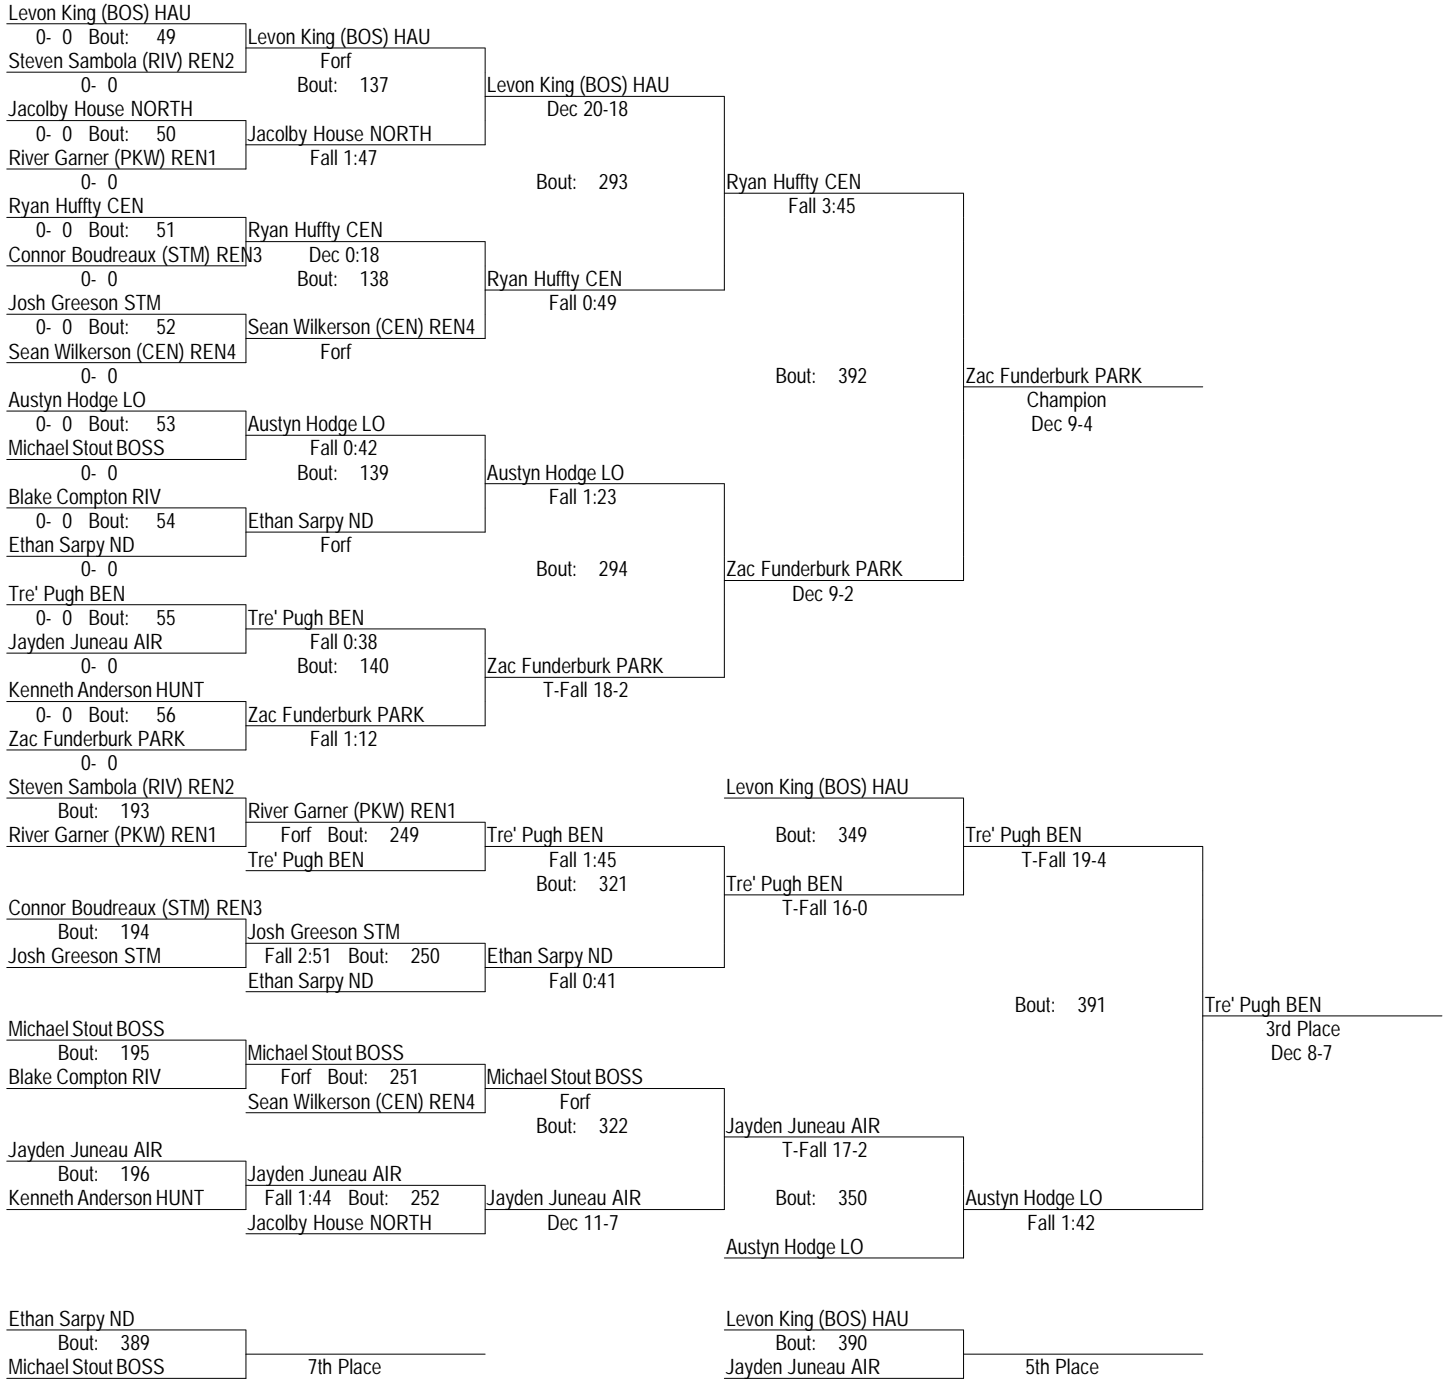 Levon King (BOS) HAU
0- 0 Bout: 49 Levon King (BOS) HAU
Steven Sambola (RIV) REN2 Forf
0- 0 Bout: 137 Levon King (BOS) HAU
Jacolby House NORTH Dec 20-18
0- 0 Bout: 50 Jacolby House NORTH
River Garner (PKW) REN1 Fall 1:47
0- 0 Bout: 293 Ryan Huffty CEN
Ryan Huffty CEN Fall 3:45
0- 0 Bout: 51 Ryan Huffty CEN
Connor Boudreaux (STM) REN3 Dec 0:18
0- 0 Bout: 138 Ryan Huffty CEN
Josh Greeson STM Fall 0:49
0- 0 Bout: 52 Sean Wilkerson (CEN) REN4
Sean Wilkerson (CEN) REN4 Forf
0- 0 Bout: 392 Zac Funderburk PARK
Austyn Hodge LO Champion
0- 0 Bout: 53 Austyn Hodge LO Dec 9-4
Michael Stout BOSS Fall 0:42
0- 0 Bout: 139 Austyn Hodge LO
Blake Compton RIV Fall 1:23
0- 0 Bout: 54 Ethan Sarpy ND
Ethan Sarpy ND Forf
0- 0 Bout: 294 Zac Funderburk PARK
Tre' Pugh BEN Dec 9-2
0- 0 Bout: 55 Tre' Pugh BEN
Jayden Juneau AIR Fall 0:38
0- 0 Bout: 140 Zac Funderburk PARK
Kenneth Anderson HUNT T-Fall 18-2
0- 0 Bout: 56 Zac Funderburk PARK
Zac Funderburk PARK Fall 1:12
0- 0
Steven Sambola (RIV) REN2 Levon King (BOS) HAU
Bout: 193 River Garner (PKW) REN1
River Garner (PKW) REN1 Forf Bout: 249 Tre' Pugh BEN Bout: 349 Tre' Pugh BEN
Tre' Pugh BEN Fall 1:45 T-Fall 19-4
Bout: 321 Tre' Pugh BEN
Connor Boudreaux (STM) REN3 T-Fall 16-0
Bout: 194 Josh Greeson STM
Josh Greeson STM Fall 2:51 Bout: 250 Ethan Sarpy ND
Ethan Sarpy ND Fall 0:41
Bout: 391 Tre' Pugh BEN
Michael Stout BOSS 3rd Place
Bout: 195 Michael Stout BOSS Dec 8-7
Blake Compton RIV Forf Bout: 251 Michael Stout BOSS
Sean Wilkerson (CEN) REN4 Forf
Bout: 322 Jayden Juneau AIR
Jayden Juneau AIR T-Fall 17-2
Bout: 196 Jayden Juneau AIR
Kenneth Anderson HUNT Fall 1:44 Bout: 252 Jayden Juneau AIR Bout: 350 Austyn Hodge LO
Jacolby House NORTH Dec 11-7 Fall 1:42
Austyn Hodge LO
Ethan Sarpy ND Levon King (BOS) HAU
Bout: 389 Bout: 390
Michael Stout BOSS 7th Place Jayden Juneau AIR 5th Place